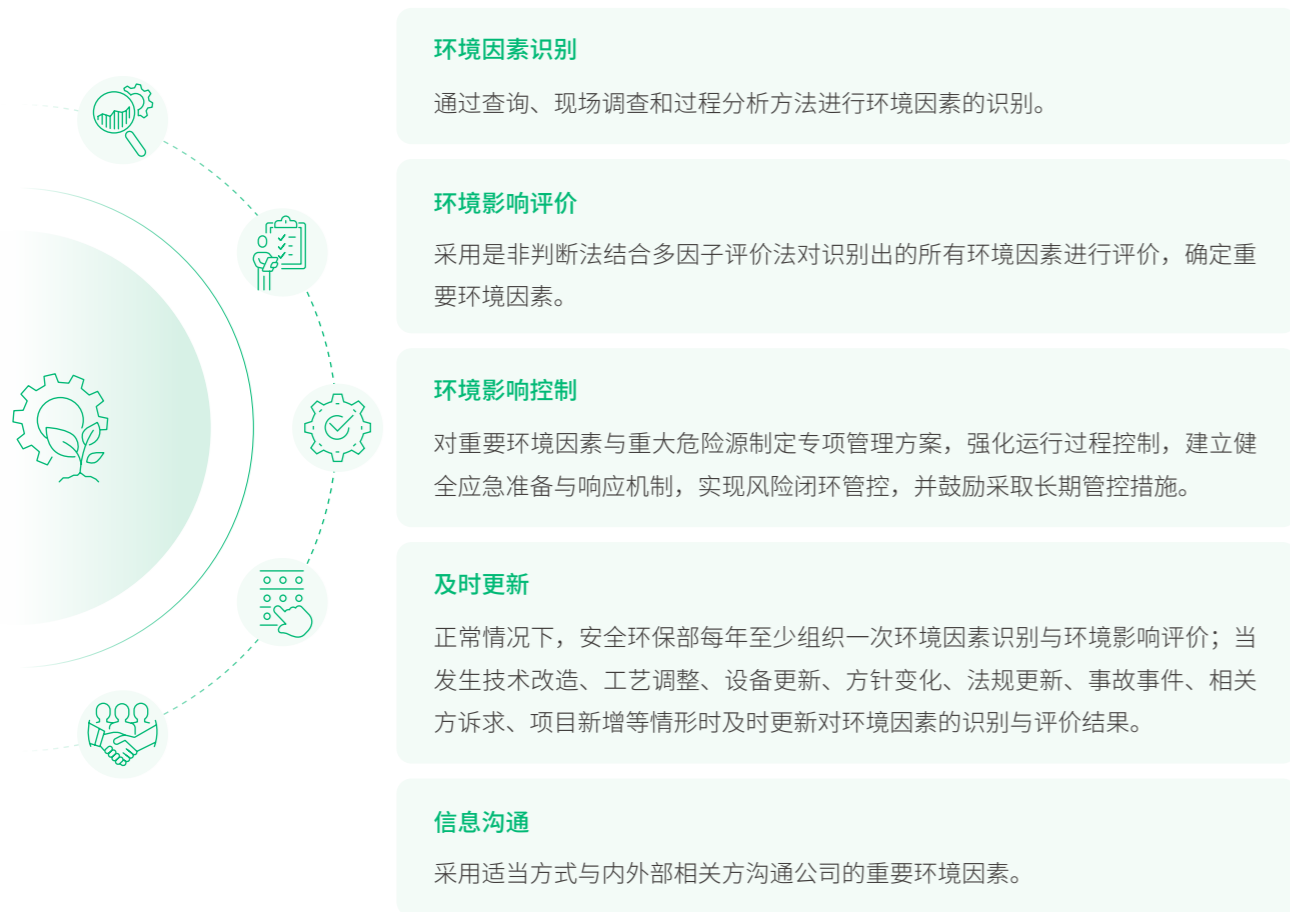 环境因素识别
通过查询、现场调查和过程分析方法进行环境因素的识别。
环境影响评价
采用是非判断法结合多因子评价法对识别出的所有环境因素进行评价，确定重
要环境因素。
环境影响控制
对重要环境因素与重大危险源制定专项管理方案，强化运行过程控制，建立健
全应急准备与响应机制，实现风险闭环管控，并鼓励采取长期管控措施。
及时更新
正常情况下，安全环保部每年至少组织一次环境因素识别与环境影响评价；当
发生技术改造、工艺调整、设备更新、方针变化、法规更新、事故事件、相关
方诉求、项目新增等情形时及时更新对环境因素的识别与评价结果。
信息沟通
采用适当方式与内外部相关方沟通公司的重要环境因素。